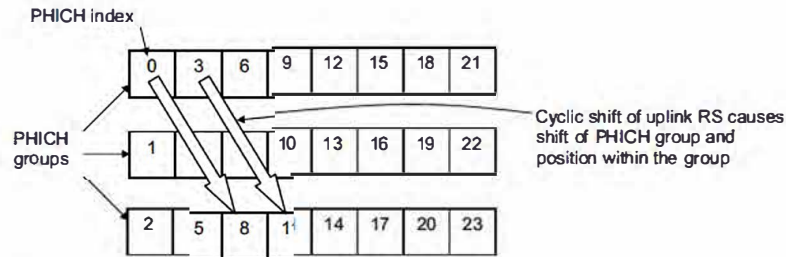 PHICH index
0 3 6 9 12 15 18 21
Cyclic shift of uplink RS causes
shift of PHICH group and
position within the group
PHICH
groups
1 10 13 16 19 22
2 5 8 14 17 20 23